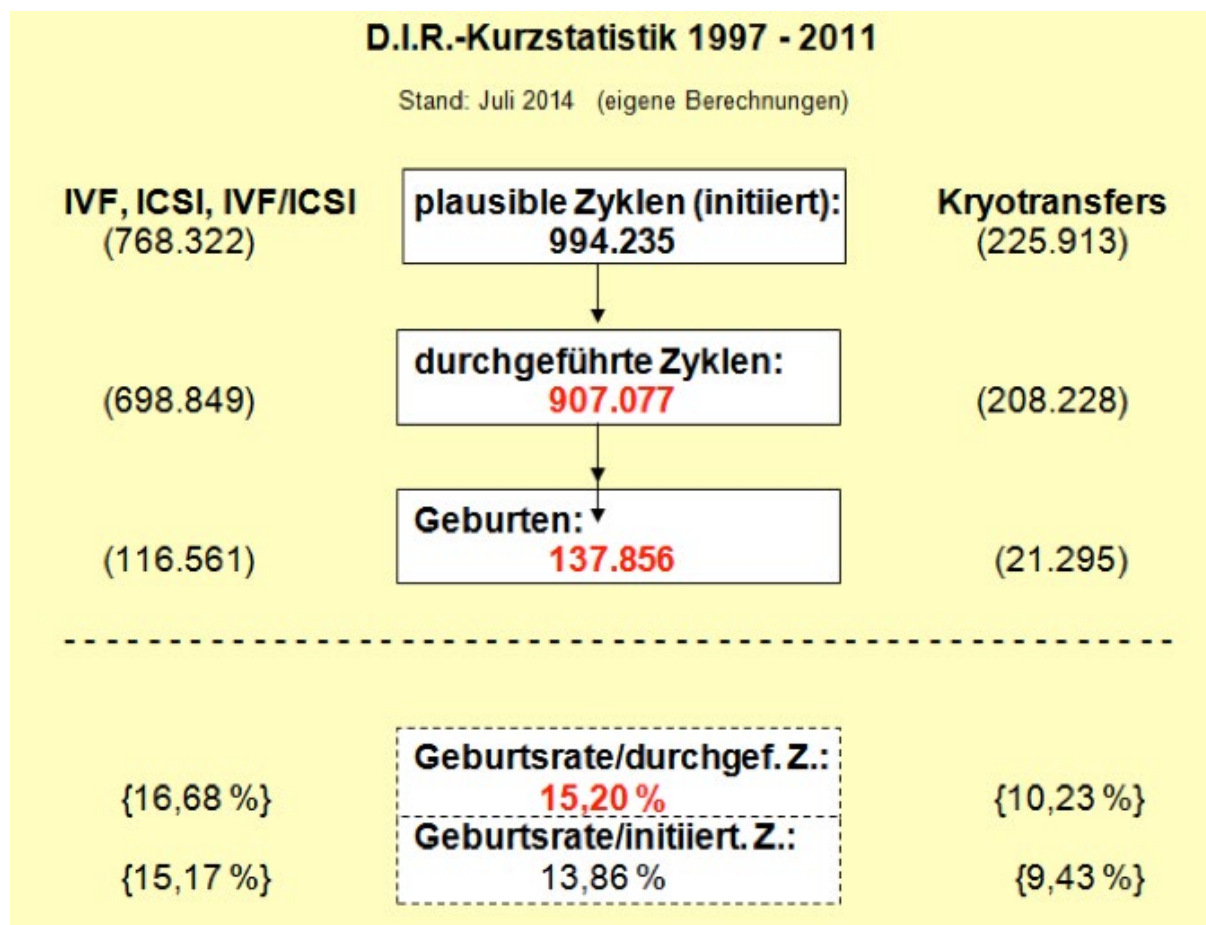 D.I.R.-Kurzstatistik 1997 - 2011
Stand: Juli 2014 (eigene Berechnungen)
IVF, ICSI, IVF/ICSI plausible Zyklen (initiiert): Kryotransfers
(768.322) 994.235 (225.913)
durchgeführte Zyklen:
(698.849) 907.077 (208.228)
Geburten:
(116.561) 137.856 (21.295)
Geburtsrate/durchgef. Z.:
{16,68 %} 15,20 % {10,23 %}
Geburtsrate/initiiert. Z.:
{15,17 %} 13,86 % {9,43 %}